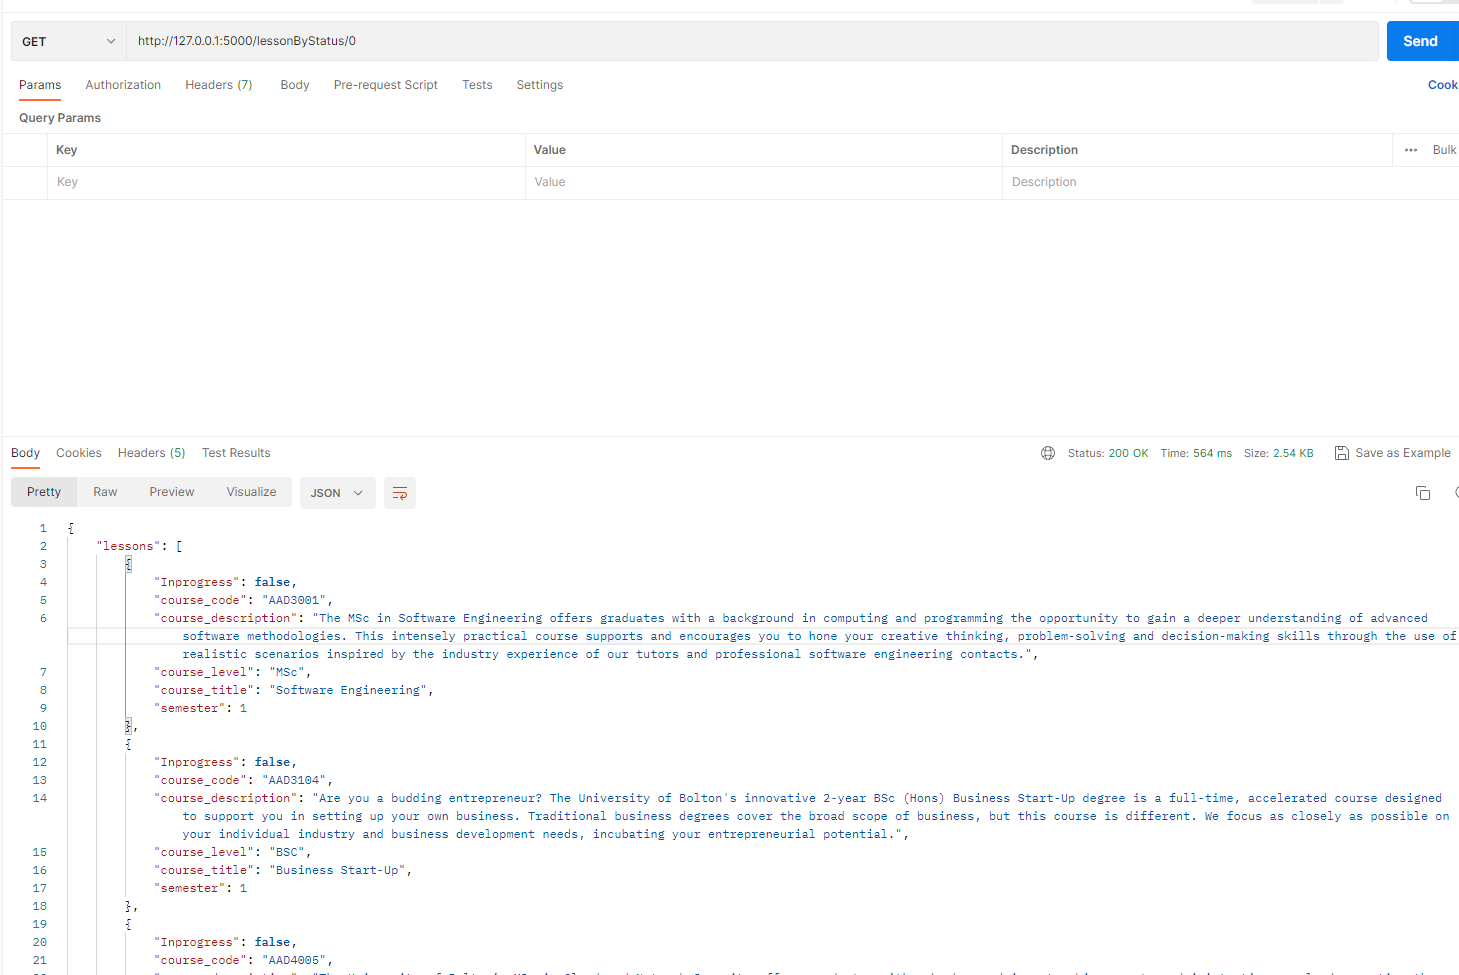 GET http://127.0.0.1:5000/lessonByStatus/0 Send
Params Authorization Headers (7) Body Pre-request Script Tests Settings Cook
Query Params
Key Value Description ••• Bulk
Key Value Description
Body Cookies Headers (5) Test Results Status: 200 OK Time: 564 ms Size: 2.54 KB Save as Example
Pretty Raw Preview Visualize JSON
1 {
2 "lessons": [
3 {
4 "Inprogress": false,
5 "course_code": "AAD3001",
6 "course_description": "The MSc in Software Engineering offers graduates with a background in computing and programming the opportunity to gain a deeper understanding of advanced
software methodologies. This intensely practical course supports and encourages you to hone your creative thinking, problem-solving and decision-making skills through the use of
realistic scenarios inspired by the industry experience of our tutors and professional software engineering contacts.",
7 "course_level": "MSc",
8 "course_title": "Software Engineering",
9 "semester": 1
10 },
11 {
12 "Inprogress": false,
13 "course_code": "AAD3104",
14 "course_description": "Are you a budding entrepreneur? The University of Bolton's innovative 2-year BSc (Hons) Business Start-Up degree is a full-time, accelerated course designed
to support you in setting up your own business. Traditional business degrees cover the broad scope of business, but this course is different. We focus as closely as possible on
your individual industry and business development needs, incubating your entrepreneurial potential.",
15 "course_level": "BSC",
16 "course_title": "Business Start-Up",
17 "semester": 1
18 },
19 {
20 "Inprogress": false,
21 "course_code": "AAD4005",